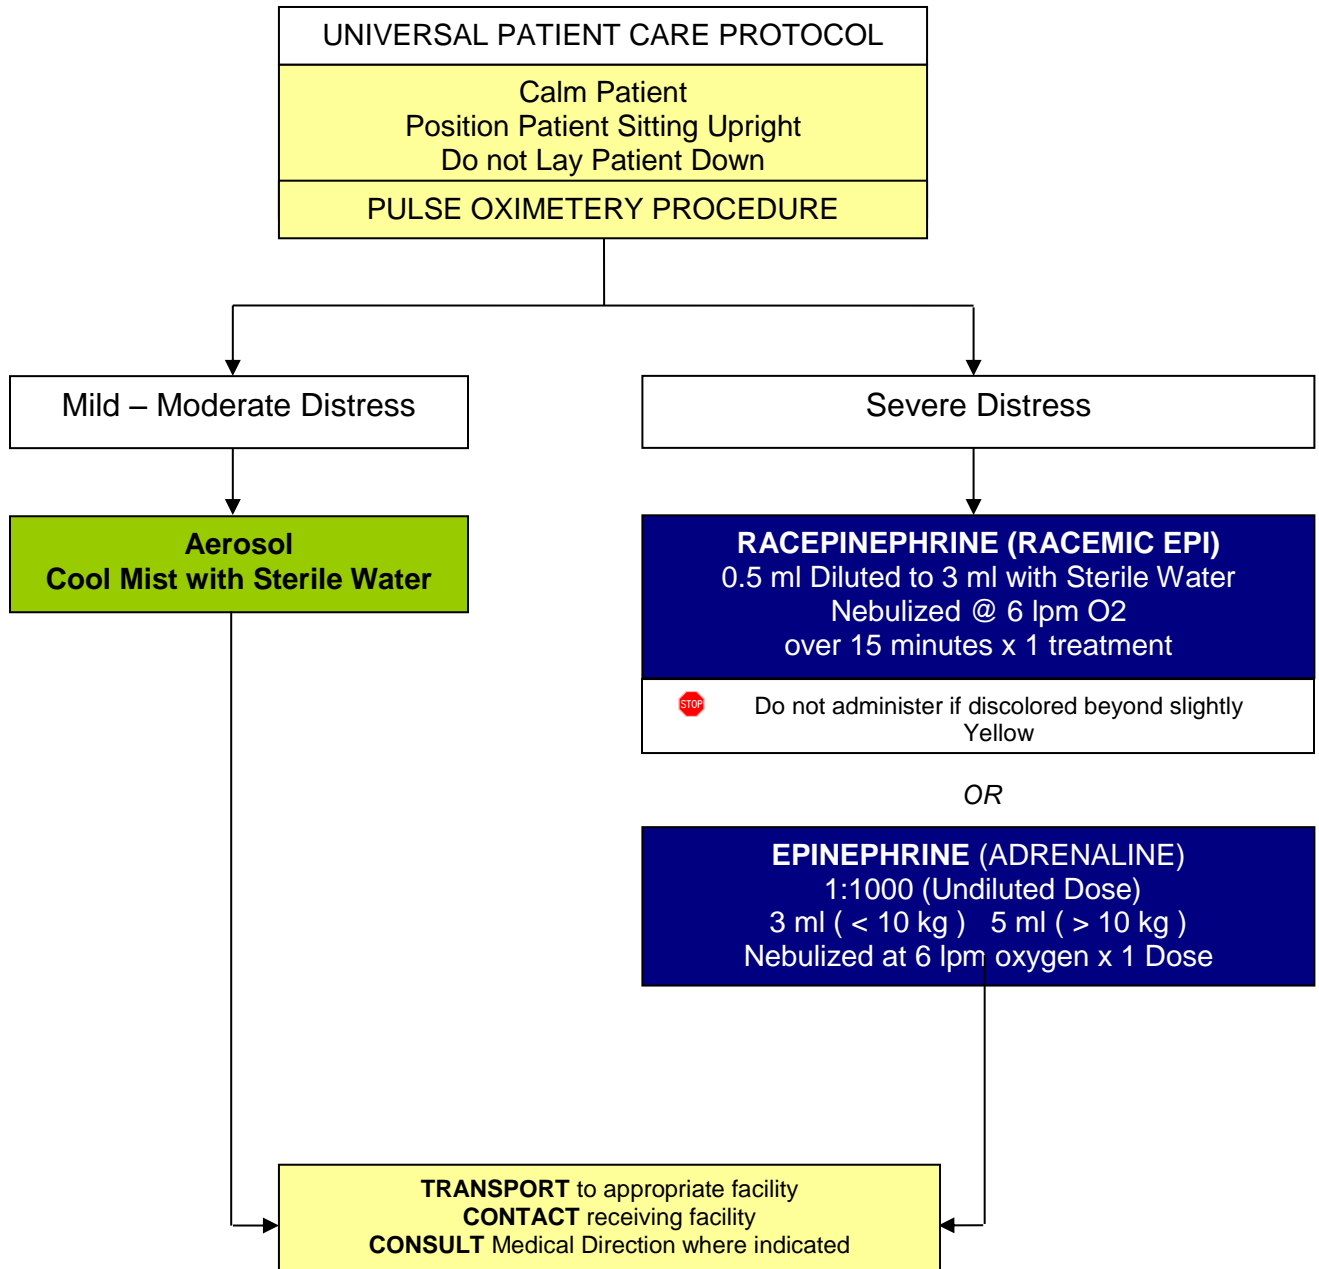 UNIVERSAL PATIENT CARE PROTOCOL
Calm Patient
Position Patient Sitting Upright
Do not Lay Patient Down
PULSE OXIMETERY PROCEDURE
Mild – Moderate Distress
Severe Distress
Aerosol
Cool Mist with Sterile Water
RACEPINEPHRINE (RACEMIC EPI)
0.5 ml Diluted to 3 ml with Sterile Water
Nebulized @ 6 lpm O2
over 15 minutes x 1 treatment
STOP
Do not administer if discolored beyond slightly
Yellow
OR
EPINEPHRINE (ADRENALINE)
1:1000 (Undiluted Dose)
3 ml ( < 10 kg )   5 ml ( > 10 kg )
Nebulized at 6 lpm oxygen x 1 Dose
TRANSPORT to appropriate facility
CONTACT receiving facility
CONSULT Medical Direction where indicated